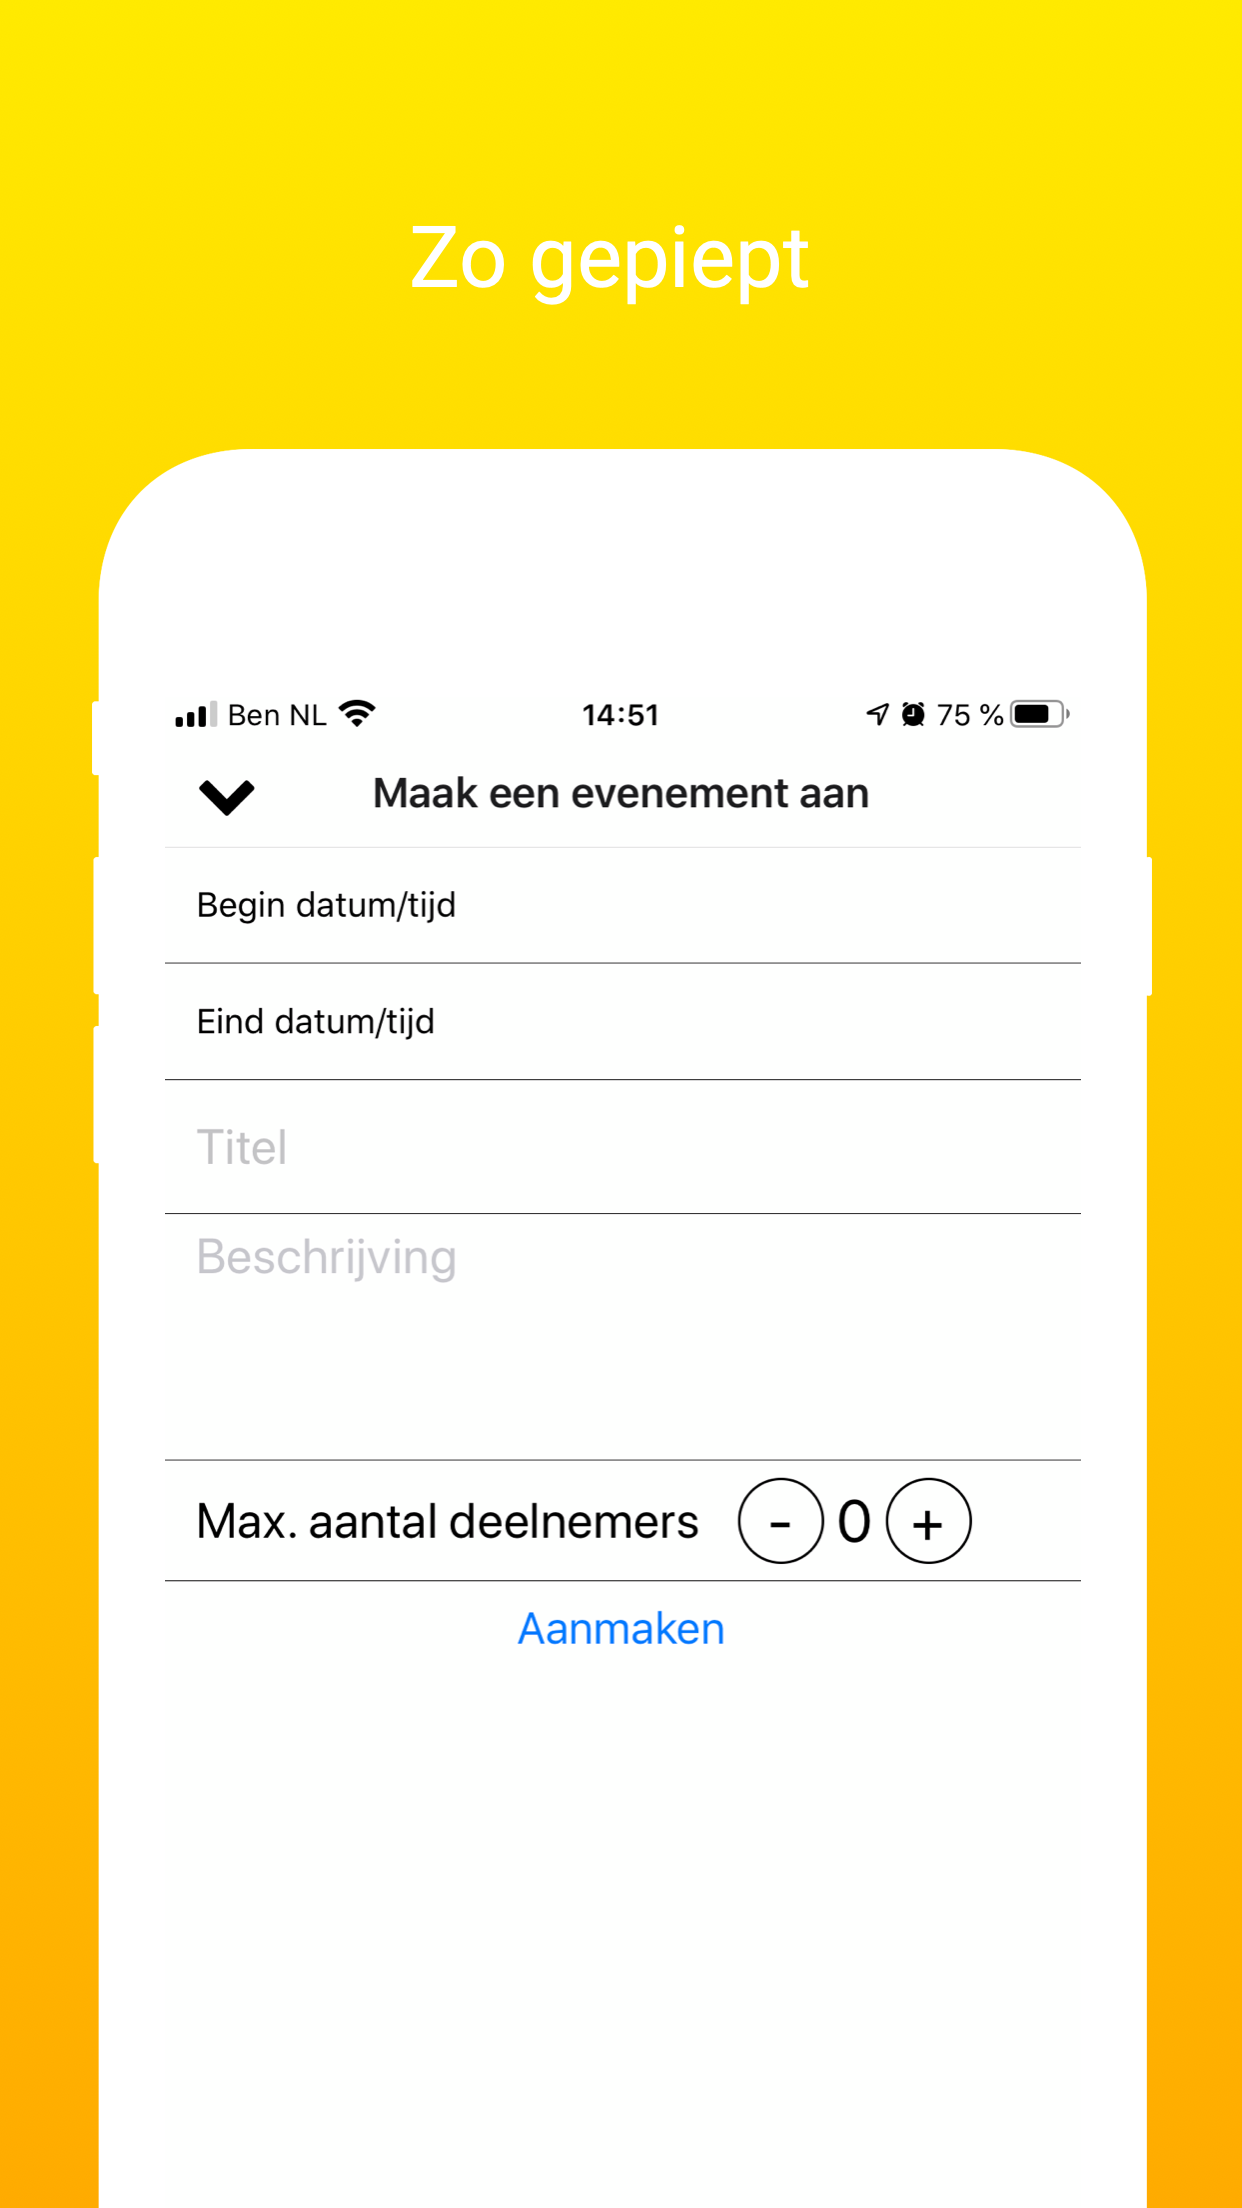 Zo gepiept
Ben NL 14:51 75 %
Maak een evenement aan
Begin datum/tijd
Eind datum/tijd
Titel
Beschrijving
Max. aantal deelnemers - 0 +
Aanmaken